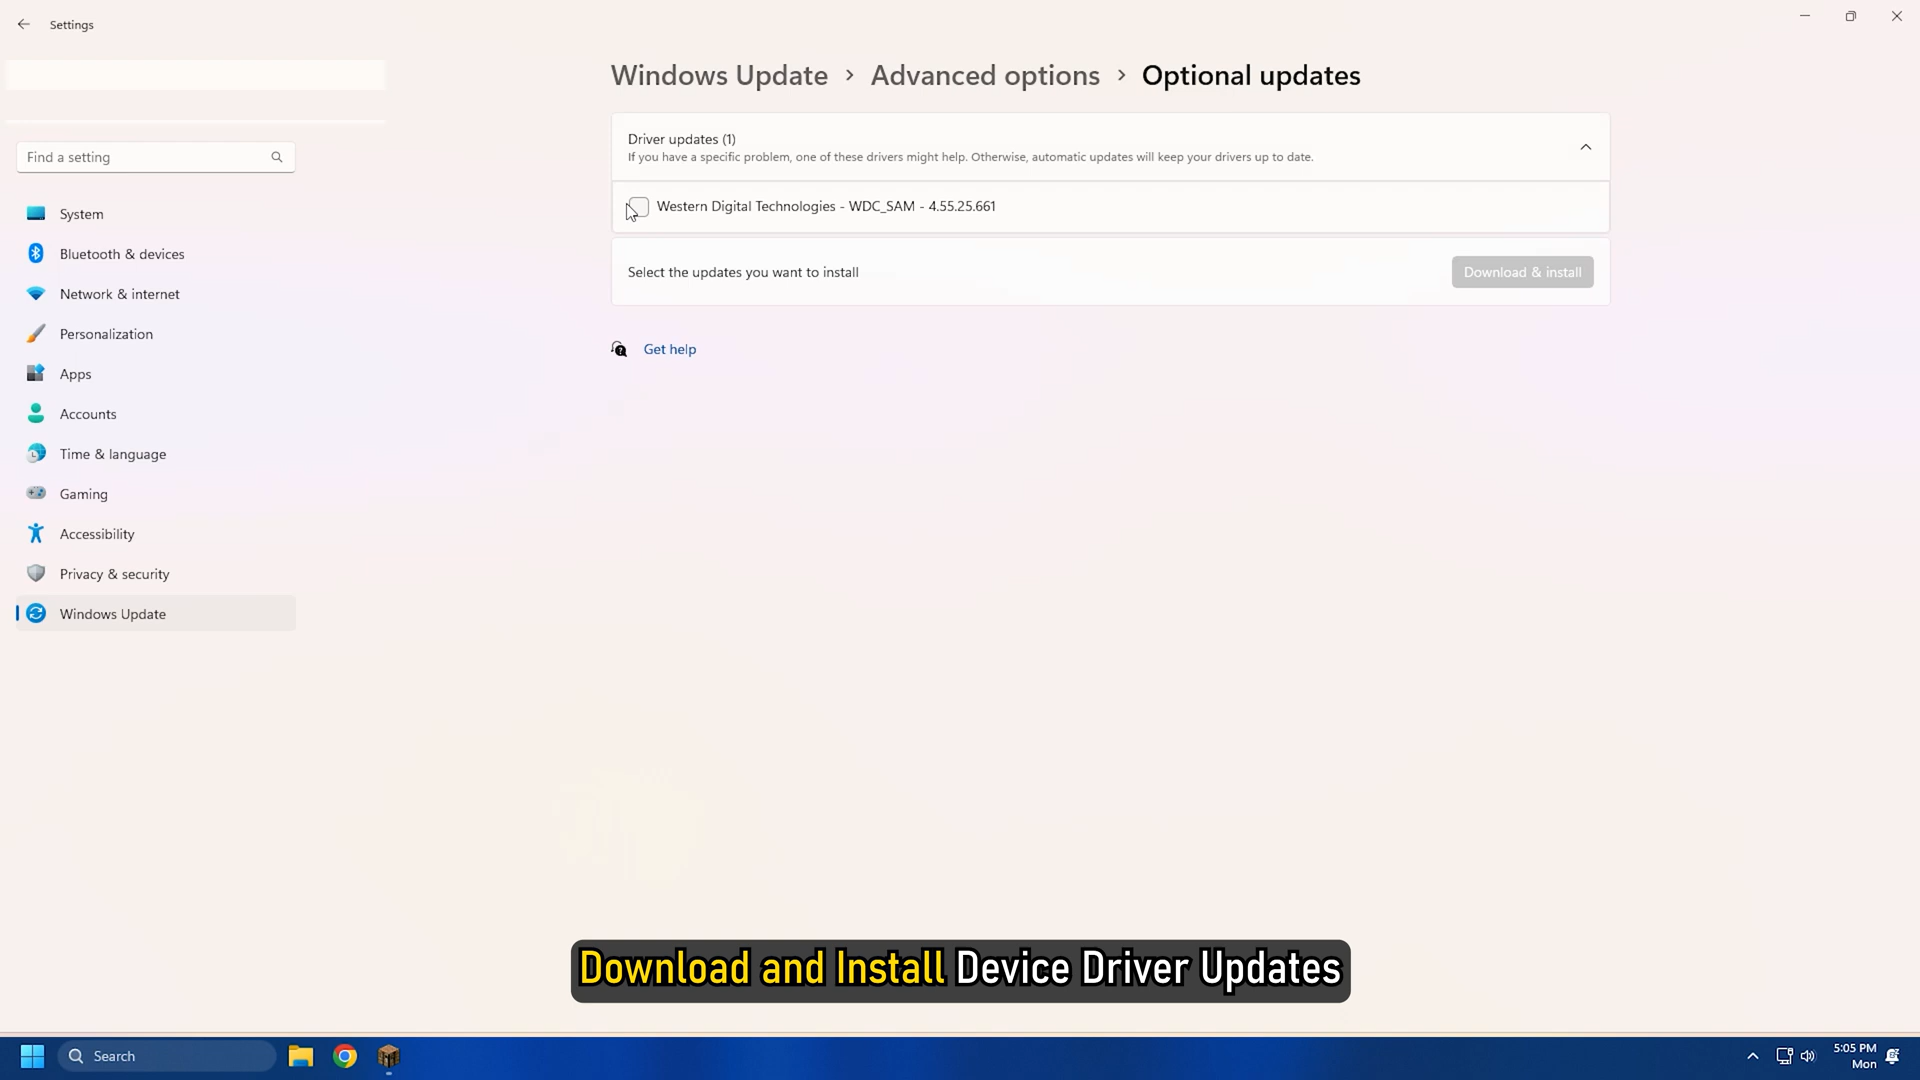 Settings
Windows Update > Advanced options > Optional updates
Driver updates (1)
If you have a specific problem, one of these drivers might help. Otherwise, automatic updates will keep your drivers up to date.
Find a setting
Western Digital Technologies - WDC_SAM - 4.55.25.661
System
Bluetooth & devices
Select the updates you want to install
Download & install
Network & internet
Personalization
Get help
Apps
Accounts
Time & language
Gaming
Accessibility
Privacy & security
Windows Update
Download and Install Device Driver Updates
Search
5:05 PM
Mon